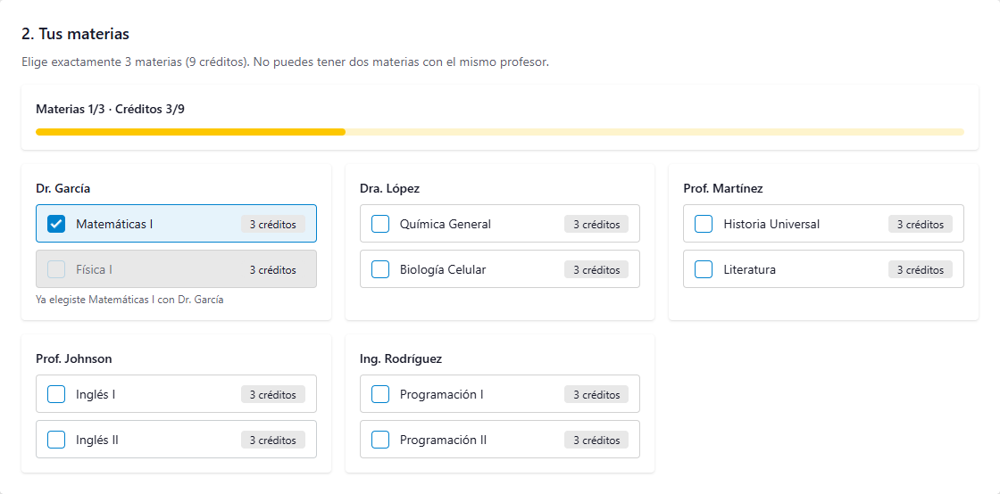 2. Tus materias
Elige exactamente 3 materias (9 créditos). No puedes tener dos materias con el mismo profesor.
Materias 1/3 · Créditos 3/9
Dr. García
Matemáticas I 3 créditos
Física I 3 créditos
Ya elegiste Matemáticas I con Dr. García
Dra. López
Química General 3 créditos
Biología Celular 3 créditos
Prof. Martínez
Historia Universal 3 créditos
Literatura 3 créditos
Prof. Johnson
Inglés I 3 créditos
Inglés II 3 créditos
Ing. Rodríguez
Programación I 3 créditos
Programación II 3 créditos